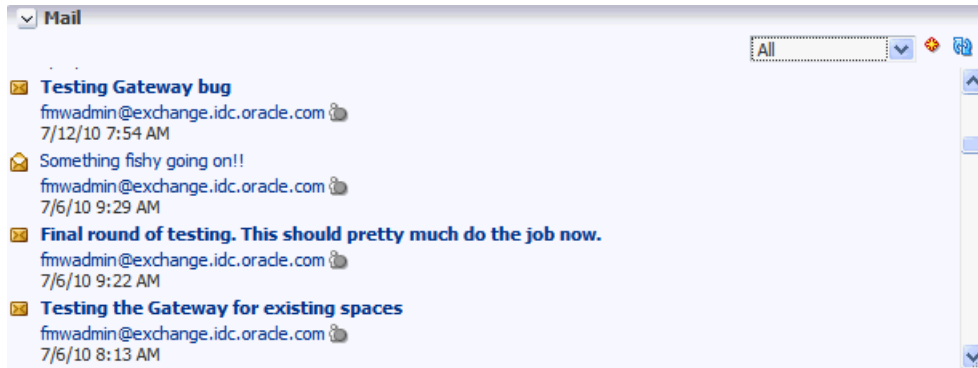 Mail
All
Testing Gateway bug
fmwadmin@exchange.idc.oracle.com
7/12/10 7:54 AM
Something fishy going on!!
fmwadmin@exchange.idc.oracle.com
7/6/10 9:29 AM
Final round of testing. This should pretty much do the job now.
fmwadmin@exchange.idc.oracle.com
7/6/10 9:22 AM
Testing the Gateway for existing spaces
fmwadmin@exchange.idc.oracle.com
7/6/10 8:13 AM